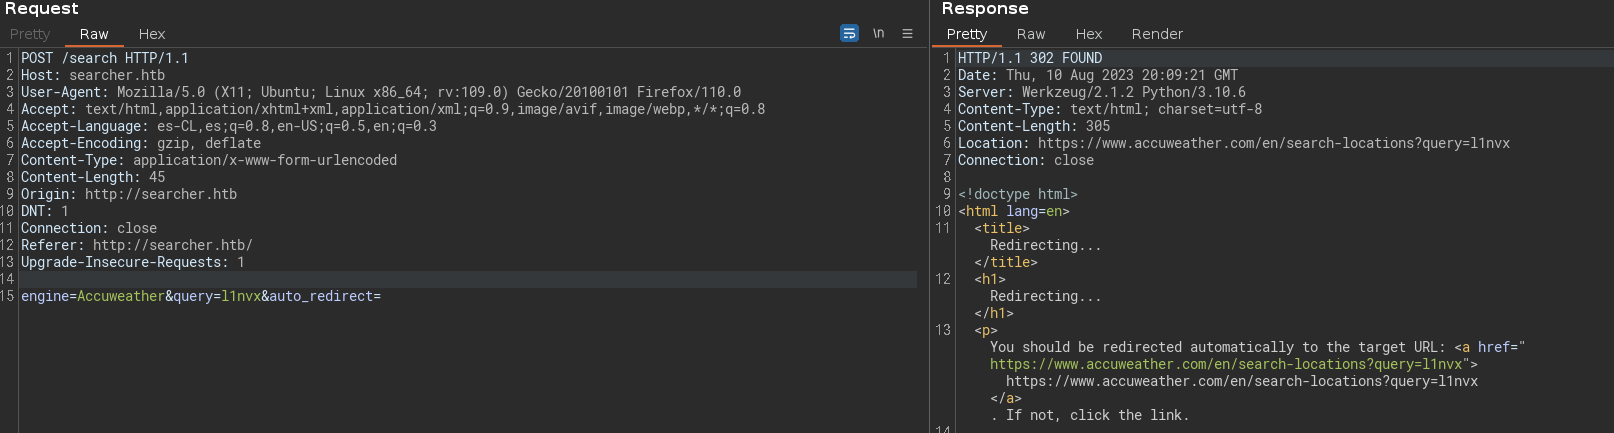 Request
Pretty Raw Hex \n
1 POST /search HTTP/1.1
2 Host: searcher.htb
3 User-Agent: Mozilla/5.0 (X11; Ubuntu; Linux x86_64; rv:109.0) Gecko/20100101 Firefox/110.0
4 Accept: text/html,application/xhtml+xml,application/xml;q=0.9,image/avif,image/webp,*/*;q=0.8
5 Accept-Language: es-CL,es;q=0.8,en-US;q=0.5,en;q=0.3
6 Accept-Encoding: gzip, deflate
7 Content-Type: application/x-www-form-urlencoded
8 Content-Length: 45
9 Origin: http://searcher.htb
10 DNT: 1
11 Connection: close
12 Referer: http://searcher.htb/
13 Upgrade-Insecure-Requests: 1
14
15 engine=Accuweather&query=l1nvx&auto_redirect=
Response
Pretty Raw Hex Render
1 HTTP/1.1 302 FOUND
2 Date: Thu, 10 Aug 2023 20:09:21 GMT
3 Server: Werkzeug/2.1.2 Python/3.10.6
4 Content-Type: text/html; charset=utf-8
5 Content-Length: 305
6 Location: https://www.accuweather.com/en/search-locations?query=l1nvx
7 Connection: close
8
9 <!doctype html>
10 <html lang=en>
11 <title>
Redirecting...
</title>
12 <h1>
Redirecting...
</h1>
13 <p>
You should be redirected automatically to the target URL: <a href="
https://www.accuweather.com/en/search-locations?query=l1nvx">
https://www.accuweather.com/en/search-locations?query=l1nvx
</a>
. If not, click the link.
14